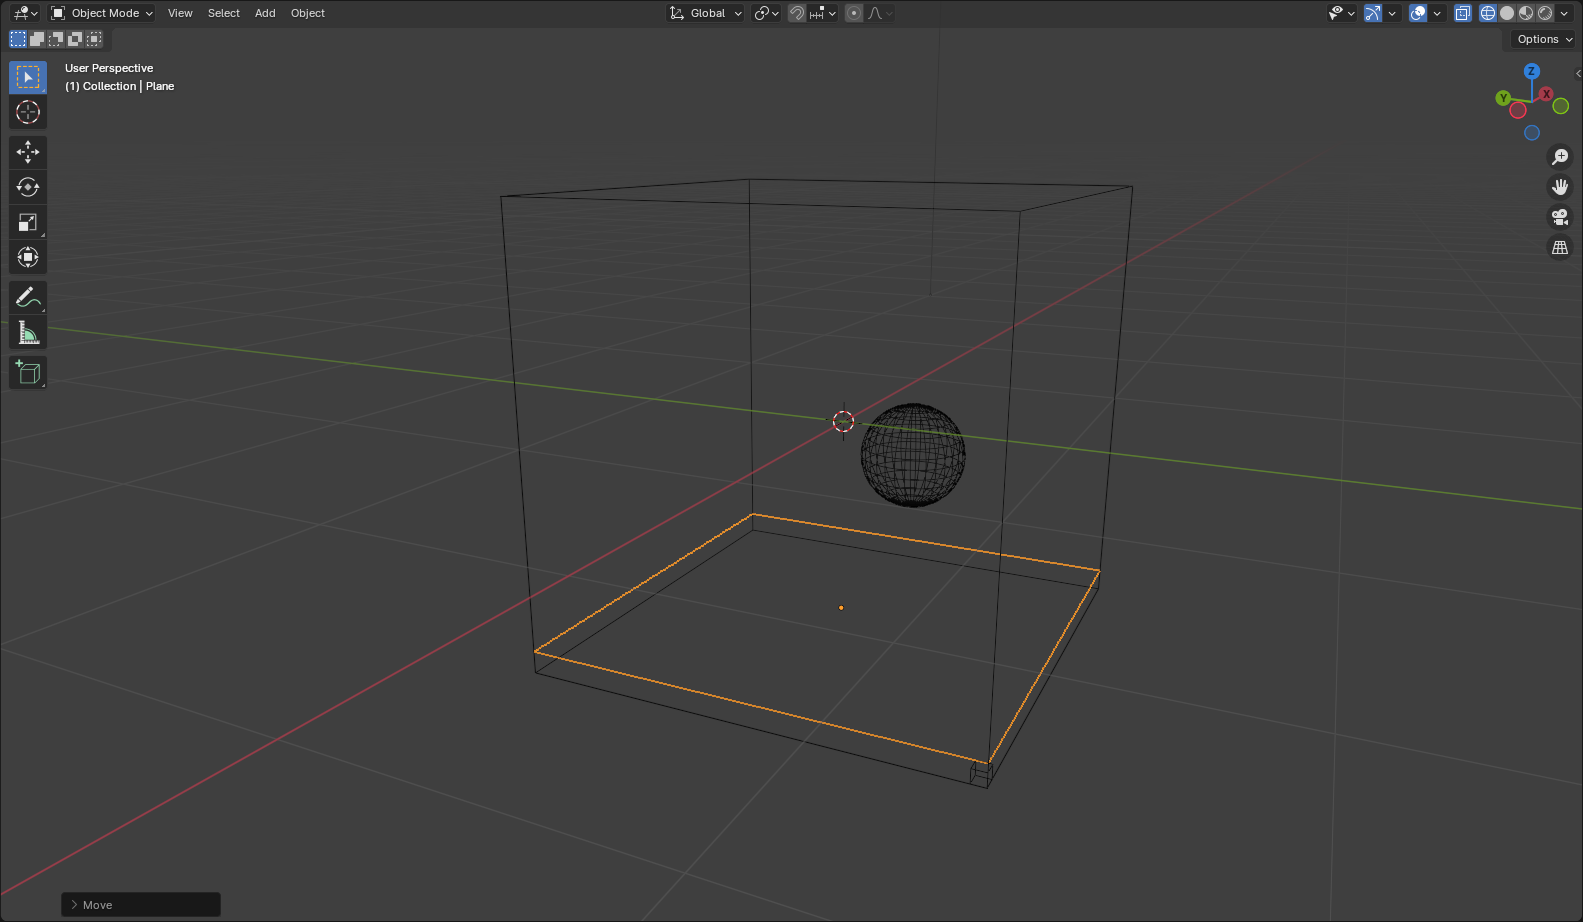 Object Mode View Select Add Object Global
Options
User Perspective
(1) Collection | Plane
Z
Y X
Move